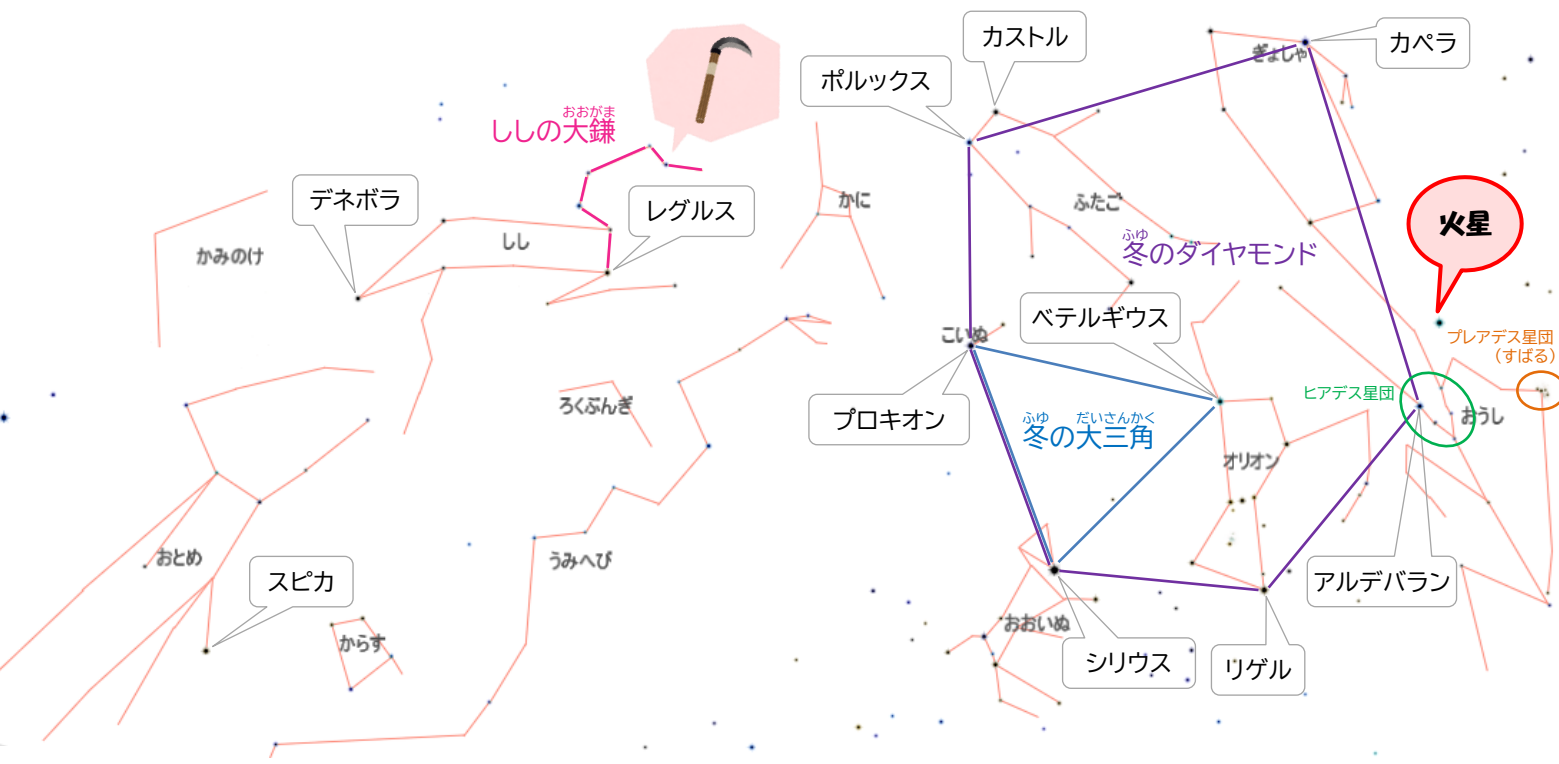 カストル
カペラ
ポルックス
ぎょしゃ
おおがま
ししの大鎌
デネボラ
レグルス
かに
ふたご
火星
かみのけ
しし
ふゆ
冬のダイヤモンド
ベテルギウス
こいぬ
プレアデス星団
(すばる)
ヒアデス星団
ろくぶんぎ
プロキオン
ふゆ だいさんかく
冬の大三角
おうし
オリオン
おとめ
うみへび
スピカ
アルデバラン
からす
おおいぬ
シリウス
リゲル